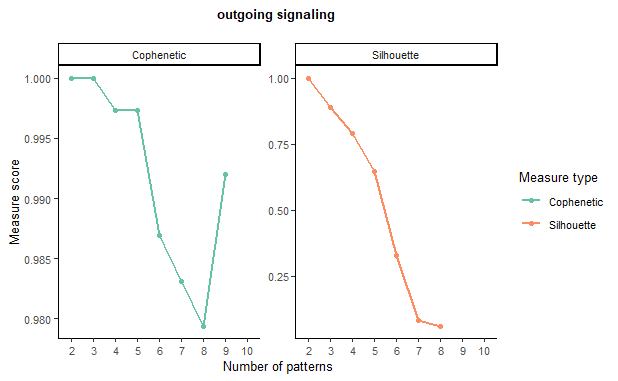 outgoing signaling
Cophenetic
Silhouette
Measure score
1.000
0.995
0.990
0.985
0.980
2 3 4 5 6 7 8 9 10
1.00
0.75
0.50
0.25
2 3 4 5 6 7 8 9 10
Number of patterns
Measure type
Cophenetic
Silhouette